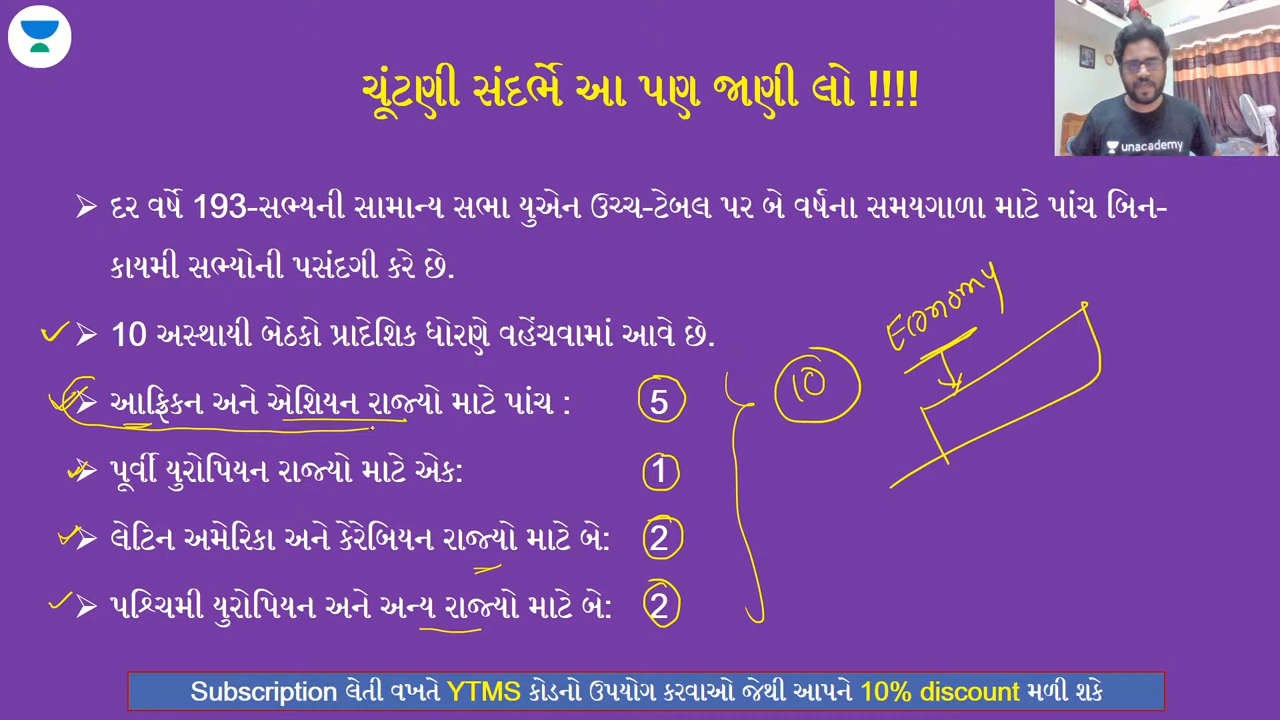 ચૂંટણી સંદર્ભે આ પણ જાણી લો !!!!
unacademy
➢ દર વર્ષે 193-સભ્યની સામાન્ય સભા યુએન ઉચ્ચ-ટેબલ પર બે વર્ષના સમયગાળા માટે પાંચ બિન-
કાયમી સભ્યોની પસંદગી કરે છે.
➢ 10 અસ્થાયી બેઠકો પ્રાદેશિક ધોરણે વહેંચવામાં આવે છે.
Economy
➢ આફ્રિકન અને એશિયન રાજ્યો માટે પાંચ : 5
10
➢ પૂર્વી યુરોપિયન રાજ્યો માટે એક: 1
➢ લેટિન અમેરિકા અને કેરેબિયન રાજ્યો માટે બે: 2
➢ પશ્ચિમી યુરોપિયન અને અન્ય રાજ્યો માટે બે: 2
Subscription લેતી વખતે YTMS કોડનો ઉપયોગ કરવાઓ જેથી આપને 10% discount મળી શકે